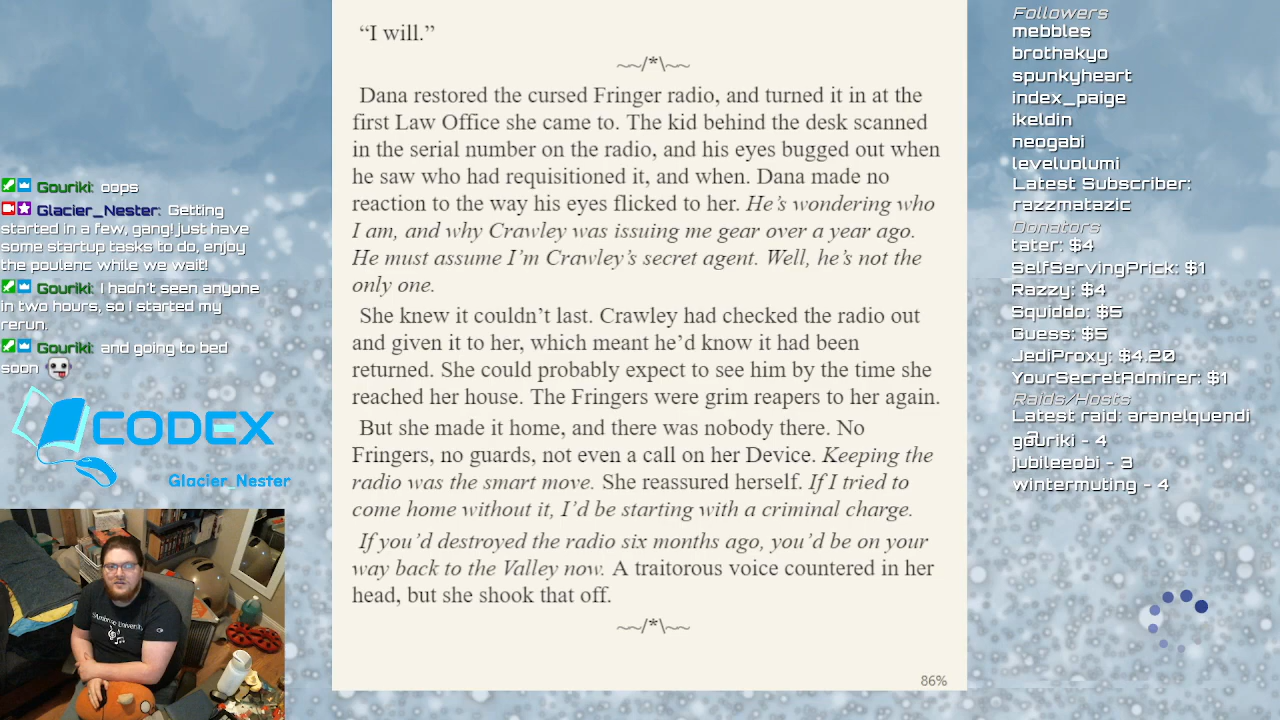 Gouriki: oops
Glacier_Nester: Getting
started in a few, gang! just have
some startup tasks to do, enjoy
the poulenc while we wait!
Gouriki: I hadn't seen anyone
in two hours, so I started my
rerun.
Gouriki: and going to bed
soon
CODEX
Glacier_Nester
“I will.”
~~/*\~~
Dana restored the cursed Fringer radio, and turned it in at the
first Law Office she came to. The kid behind the desk scanned
in the serial number on the radio, and his eyes bugged out when
he saw who had requisitioned it, and when. Dana made no
reaction to the way his eyes flicked to her. He’s wondering who
I am, and why Crawley was issuing me gear over a year ago.
He must assume I’m Crawley’s secret agent. Well, he’s not the
only one.
She knew it couldn’t last. Crawley had checked the radio out
and given it to her, which meant he’d know it had been
returned. She could probably expect to see him by the time she
reached her house. The Fringers were grim reapers to her again.
But she made it home, and there was nobody there. No
Fringers, no guards, not even a call on her Device. Keeping the
radio was the smart move. She reassured herself. If I tried to
come home without it, I’d be starting with a criminal charge.
If you’d destroyed the radio six months ago, you’d be on your
way back to the Valley now. A traitorous voice countered in her
head, but she shook that off.
~~/*\~~
86%
Followers
mebbles
brothakyo
spunkyheart
index_paige
ikeldin
neogabi
leveluolumi
Latest Subscriber:
razzmatazic
Donators
tater: $4
SelfServingPrick: $1
Razzy: $4
Squiddo: $5
Guess: $5
JediProxy: $4.20
YourSecretAdmirer: $1
Raids/Hosts
Latest raid: aranelquendi
gouriki - 4
jubileepbi - 3
wintermuting - 4